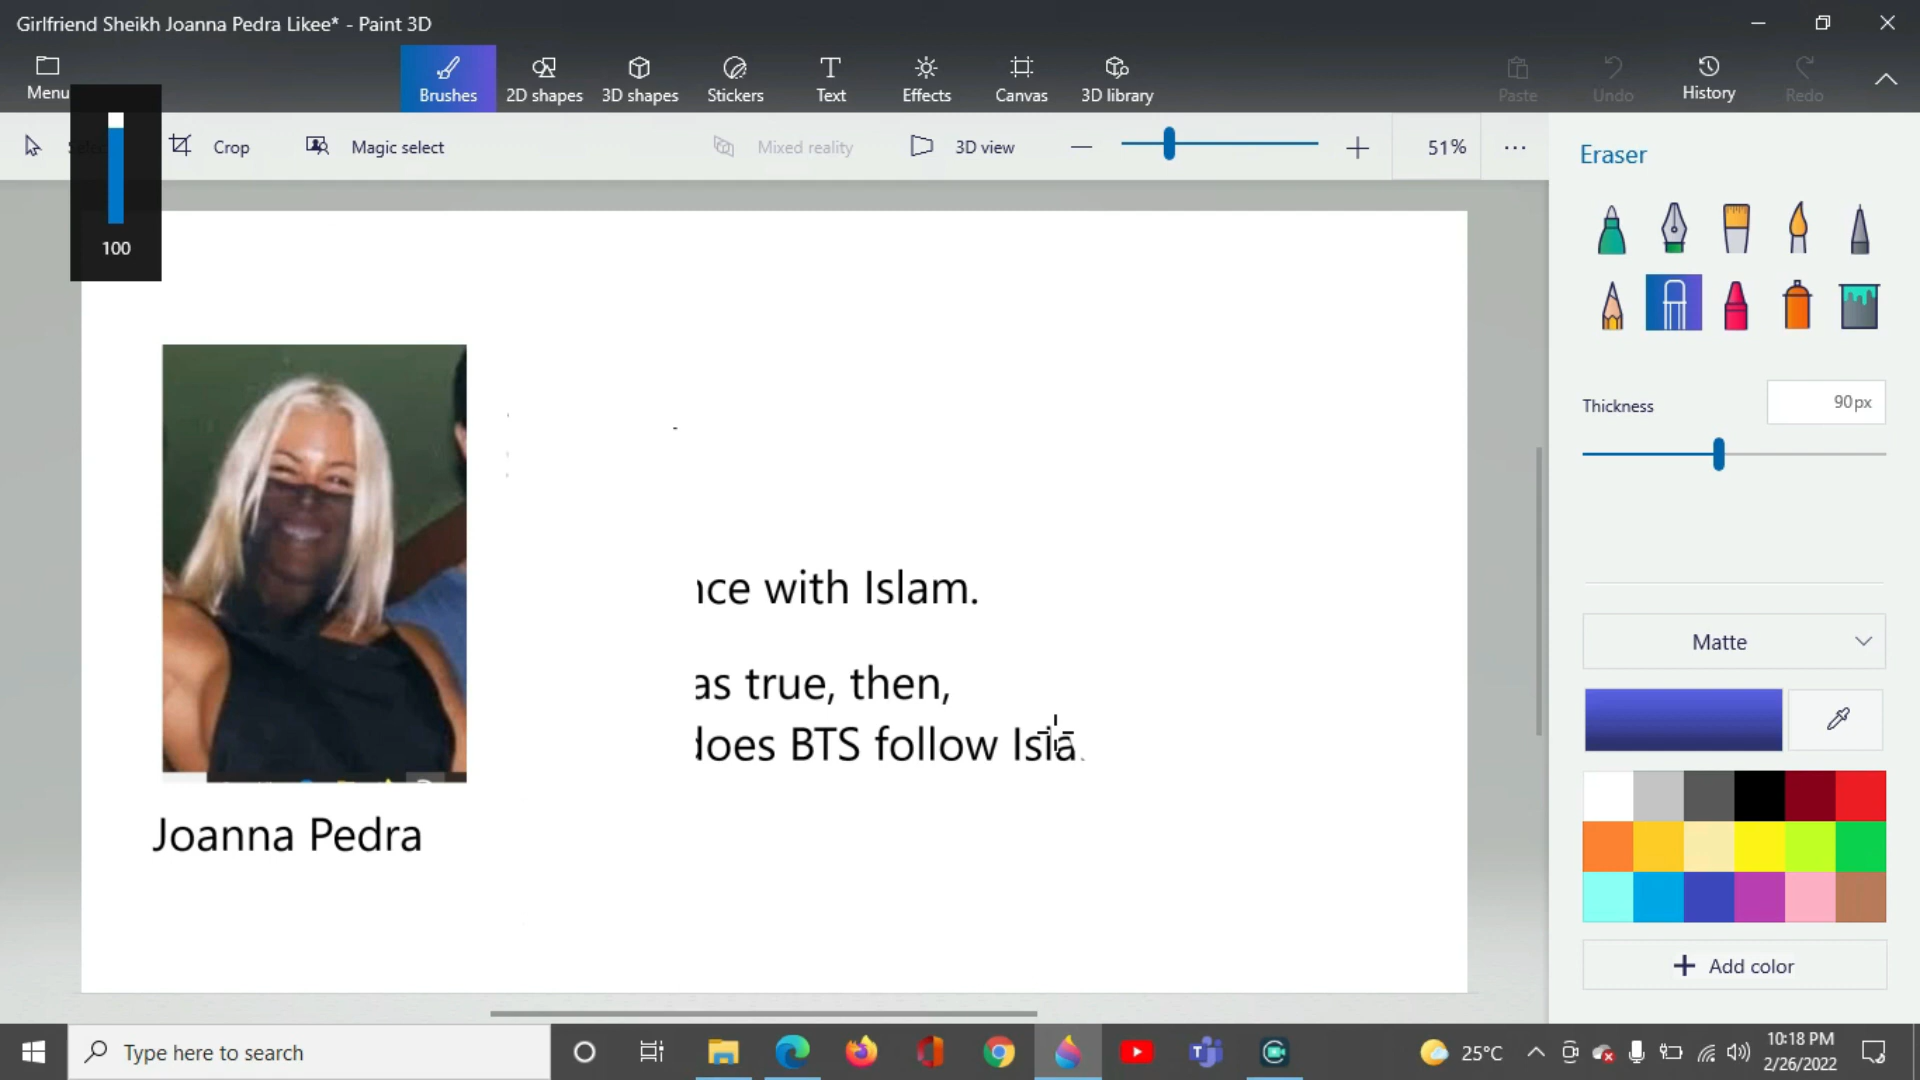 Girlfriend Sheikh Joanna Pedra Likee* - Paint 3D
Menu
Brushes
2D shapes
3D shapes
Stickers
Text
Effects
Canvas
3D library
Paste
Undo
History
Redo
Crop
Magic select
Mixed reality
3D view
51%
100
Eraser
Thickness
90px
Matte
Add color
nce with Islam.
as true, then,
does BTS follow Isla
Joanna Pedra
Type here to search
25°C
10:18 PM
2/26/2022